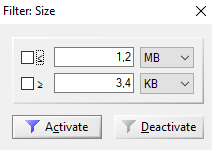 Filter: Size
≤ 1,2 MB
≥ 3,4 KB
Activate Deactivate